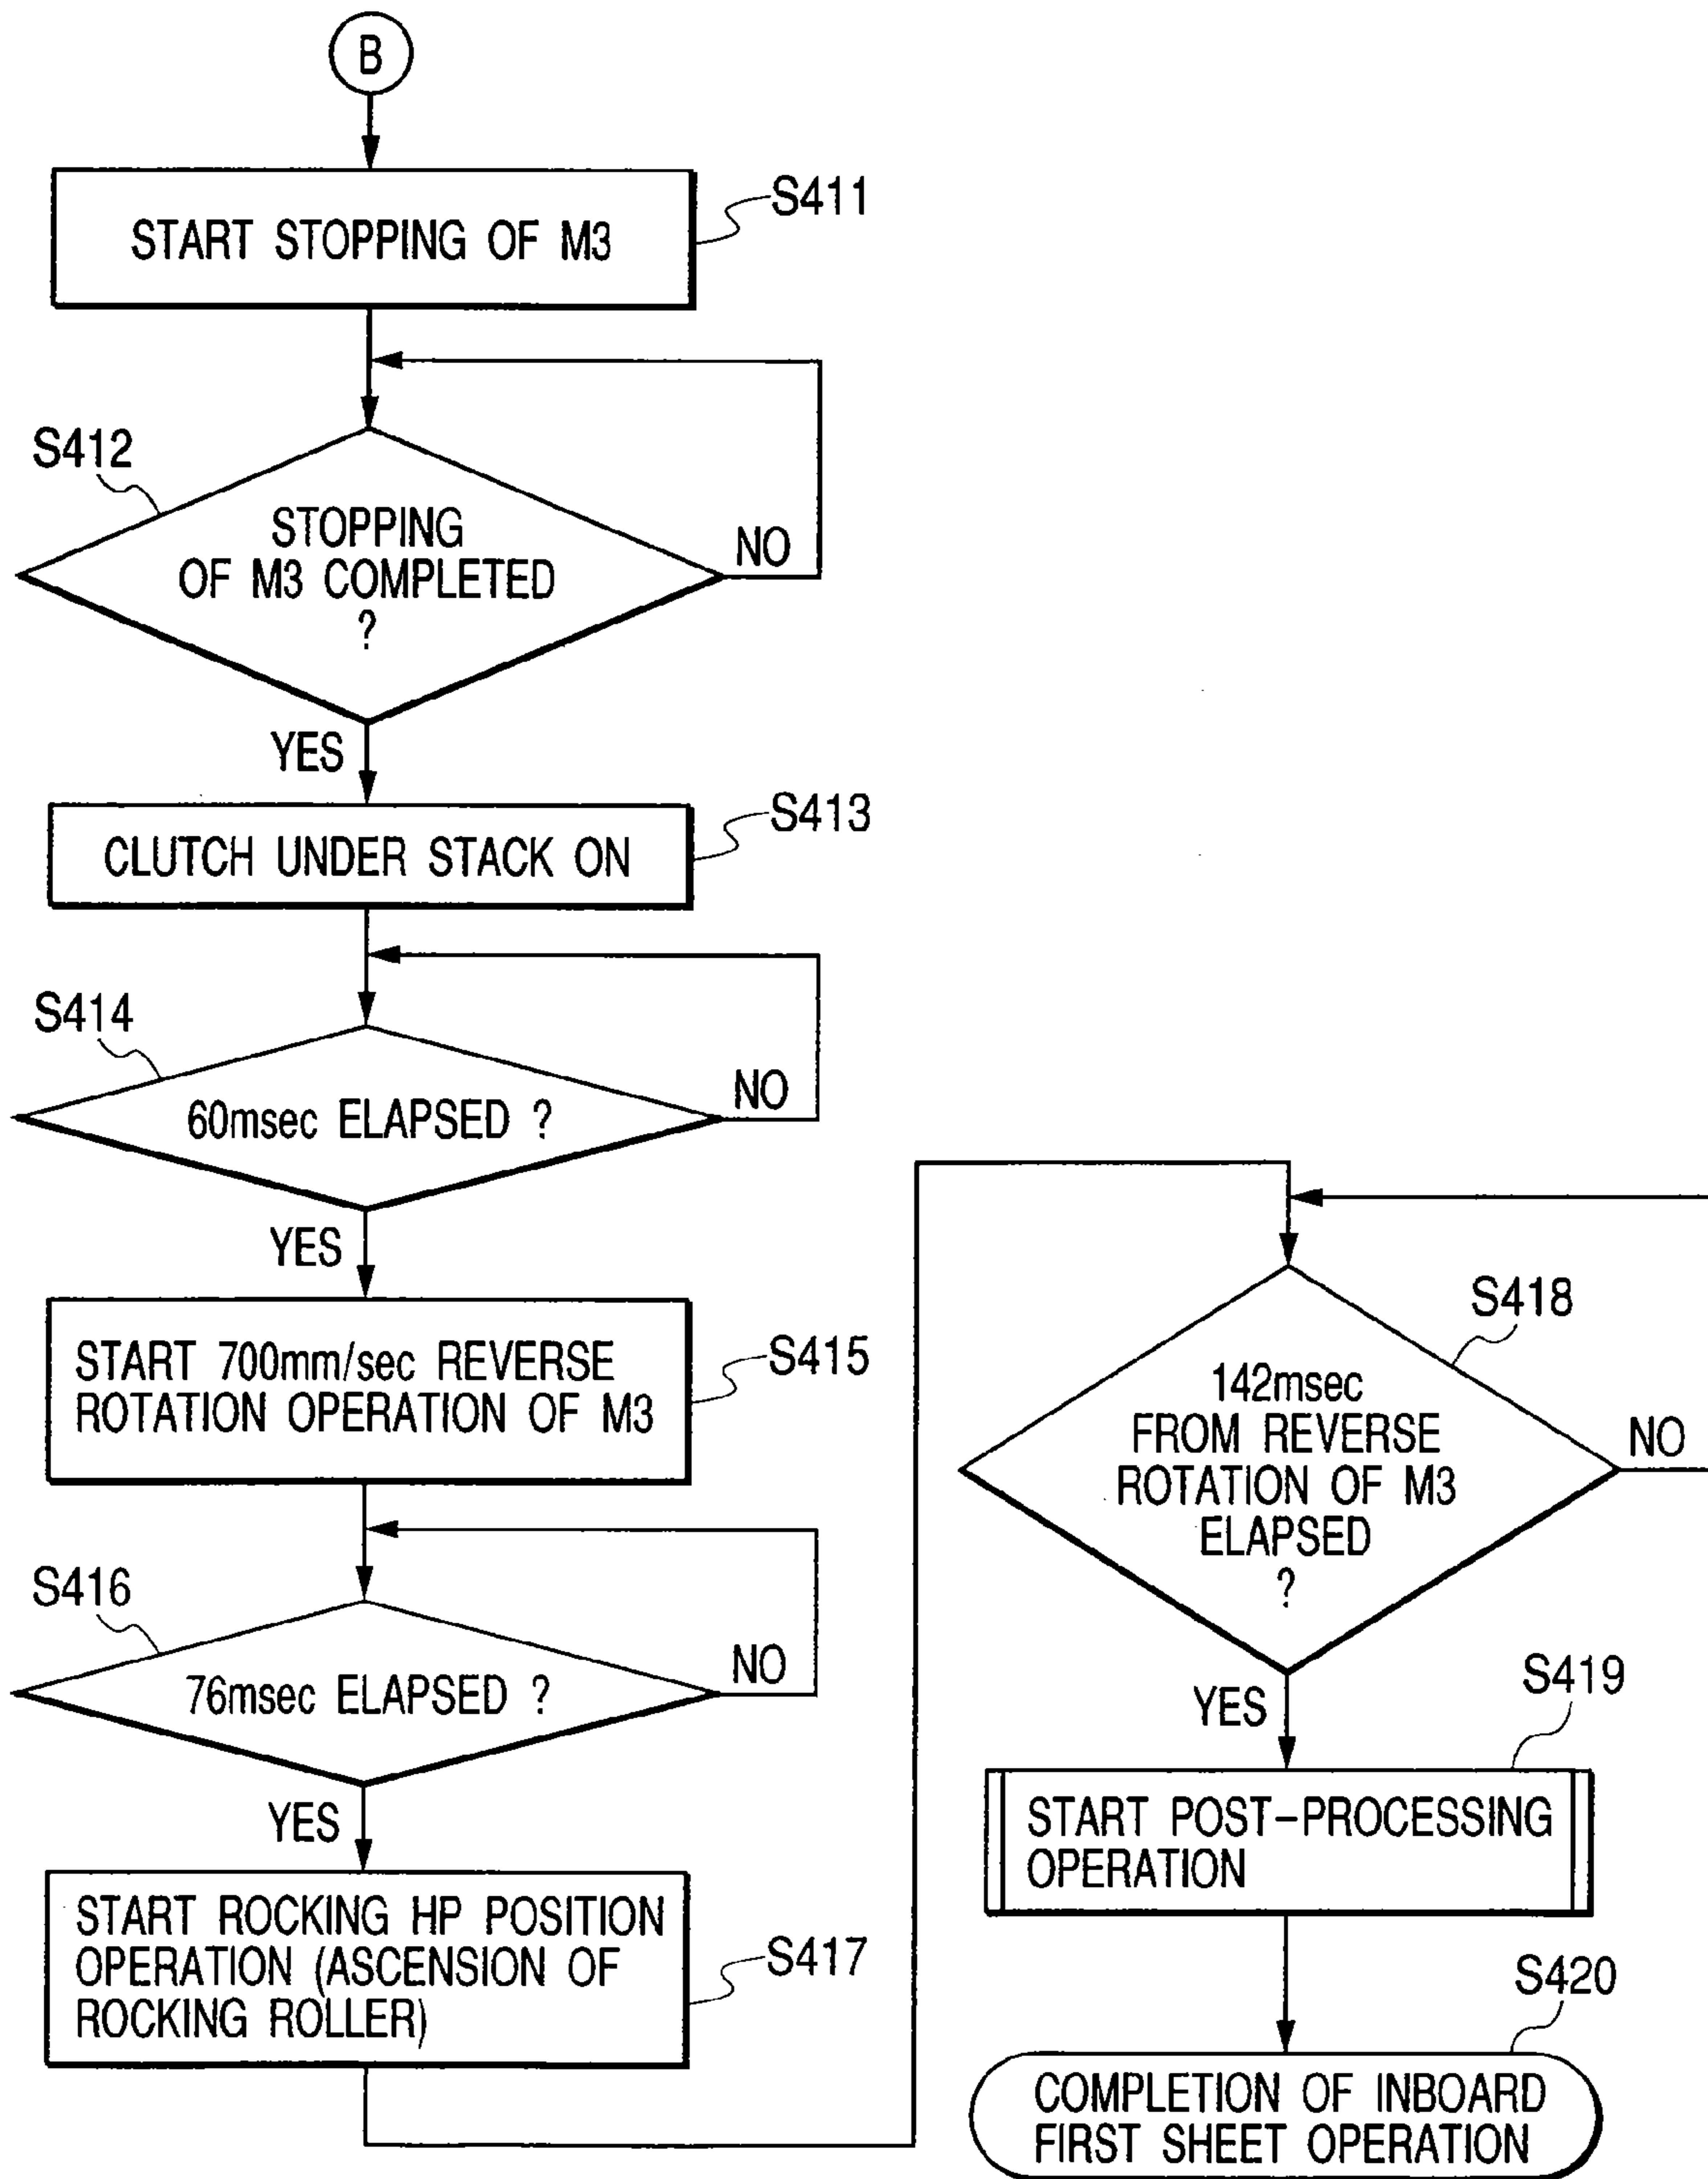 B
START STOPPING OF M3
S411
S412
STOPPING
OF M3 COMPLETED
?
NO
YES
CLUTCH UNDER STACK ON
S413
S414
60msec ELAPSED ?
NO
YES
START 700mm/sec REVERSE
ROTATION OPERATION OF M3
S415
S416
76msec ELAPSED ?
NO
YES
START ROCKING HP POSITION
OPERATION (ASCENSION OF
ROCKING ROLLER)
S417
S418
142msec
FROM REVERSE
ROTATION OF M3
ELAPSED
?
NO
YES
S419
START POST-PROCESSING
OPERATION
S420
COMPLETION OF INBOARD
FIRST SHEET OPERATION